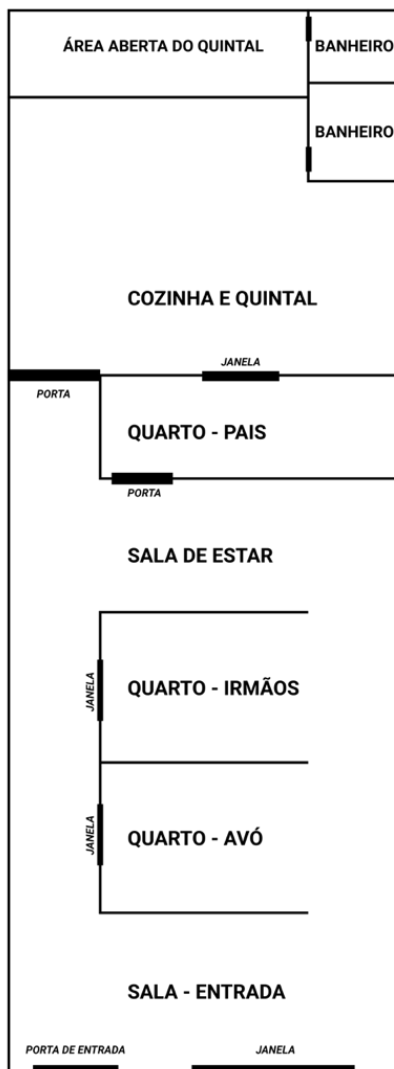 ÁREA ABERTA DO QUINTAL
BANHEIRO
BANHEIRO
COZINHA E QUINTAL
JANELA
PORTA
QUARTO - PAIS
PORTA
SALA DE ESTAR
JANELA
QUARTO - IRMÃOS
JANELA
QUARTO - AVÓ
SALA - ENTRADA
PORTA DE ENTRADA
JANELA